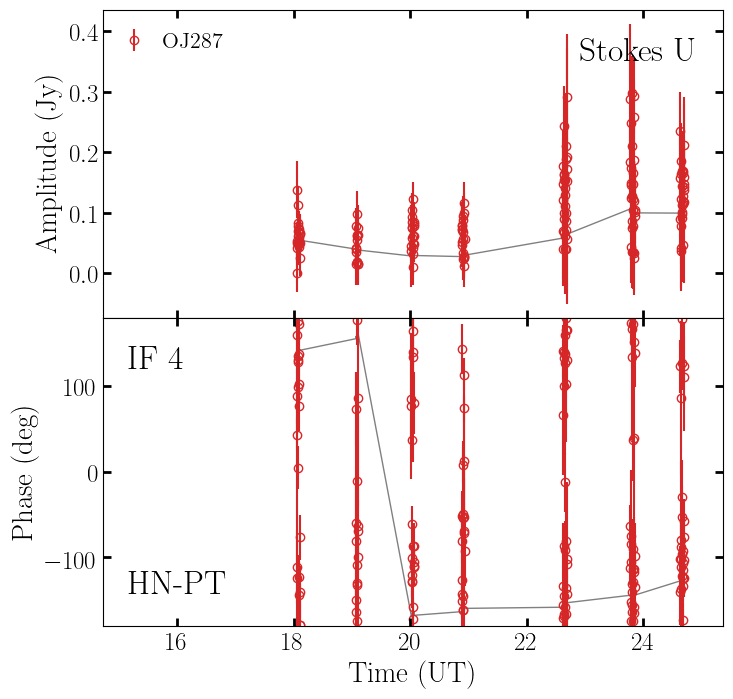 0.4
OJ287
Stokes U
0.3
0.2
0.1
0.0
Amplitude (Jy)
IF 4
100
0
−100
HN-PT
Phase (deg)
16 18 20 22 24
Time (UT)